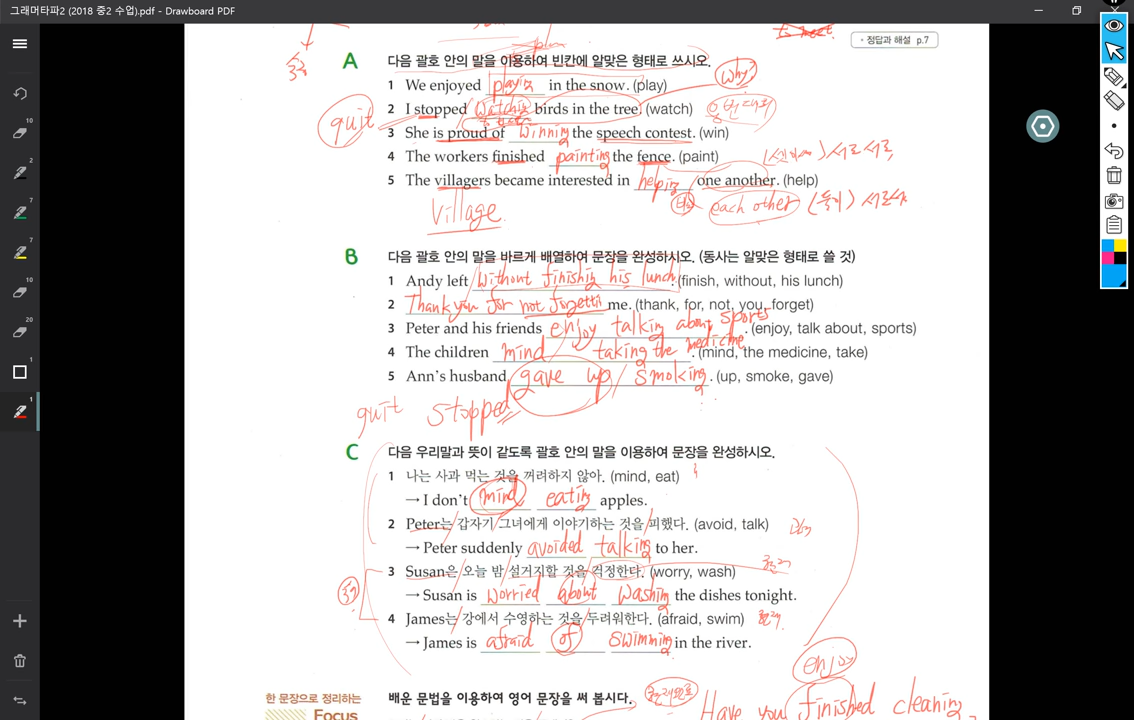 그래머타파2 (2018 중2 수업).pdf - Drawboard PDF
• 정답과 해설 p.7
A 다음 괄호 안의 말을 이용하여 빈칸에 알맞은 형태로 쓰시오.
why?
1 We enjoyed playing in the snow. (play)
quit
2 I stopped watching birds in the tree. (watch)
3 She is proud of winning the speech contest. (win)
4 The workers finished painting the fence. (paint)
서로서로
5 The villagers became interested in helping one another. (help)
village
each other (둘이) 서로서
B 다음 괄호 안의 말을 바르게 배열하여 문장을 완성하시오. (동사는 알맞은 형태로 쓸 것)
1 Andy left without finishing his lunch. (finish, without, his lunch)
2 Thank you for not forgetti me. (thank, for, not, you, forget)
3 Peter and his friends enjoy talking about sports. (enjoy, talk about, sports)
4 The children mind taking the medicine. (mind, the medicine, take)
5 Ann's husband gave up smoking. (up, smoke, gave)
quit stopped
C 다음 우리말과 뜻이 같도록 괄호 안의 말을 이용하여 문장을 완성하시오.
1 나는 사과 먹는 것을 꺼려하지 않아. (mind, eat)
→ I don't mind eating apples.
2 Peter는 갑자기 그녀에게 이야기하는 것을 피했다. (avoid, talk)
→ Peter suddenly avoided talking to her.
3 Susan은 오늘 밤 설거지할 것을 걱정한다. (worry, wash)
→ Susan is worried about washing the dishes tonight.
4 James는 강에서 수영하는 것을 두려워한다. (afraid, swim)
→ James is afraid of swimming in the river.
enjoy
한 문장으로 정리하는
배운 문법을 이용하여 영어 문장을 써 봅시다.
현재완료
Focus
Have you finished cleaning